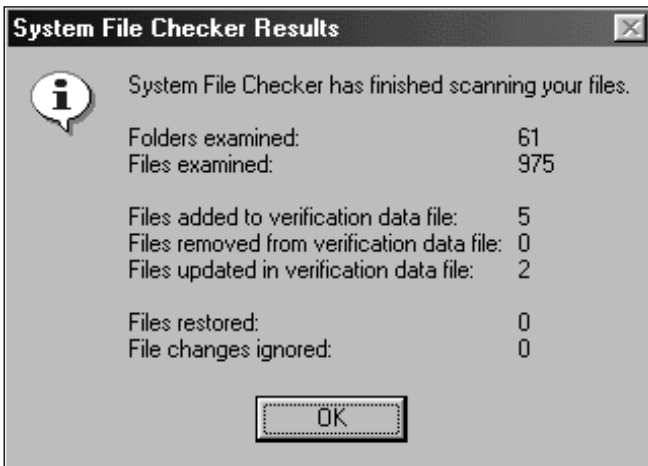 System File Checker Results
System File Checker has finished scanning your files.
Folders examined: 61
Files examined: 975
Files added to verification data file: 5
Files removed from verification data file: 0
Files updated in verification data file: 2
Files restored: 0
File changes ignored: 0
OK